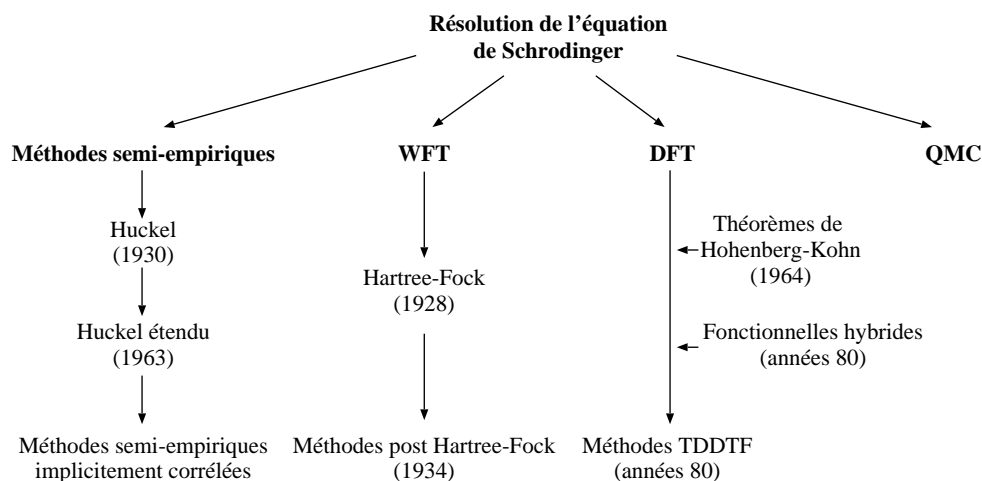 Résolution de l'équation
de Schrodinger
Méthodes semi-empiriques
WFT
DFT
QMC
Huckel
(1930)
Huckel étendu
(1963)
Méthodes semi-empiriques
implicitement corrélées
Hartree-Fock
(1928)
Méthodes post Hartree-Fock
(1934)
Théorèmes de
Hohenberg-Kohn
(1964)
Fonctionnelles hybrides
(années 80)
Méthodes TDDTF
(années 80)